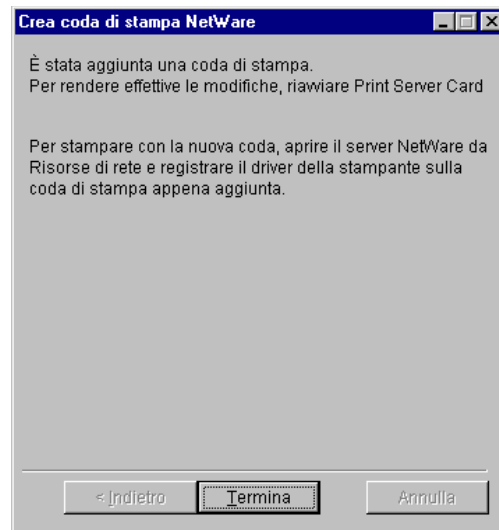 Crea coda di stampa NetWare
È stata aggiunta una coda di stampa.
Per rendere effettive le modifiche, riavviare Print Server Card
Per stampare con la nuova coda, aprire il server NetWare da
Risorse di rete e registrare il driver della stampante sulla
coda di stampa appena aggiunta.
< Indietro
Termina
Annulla